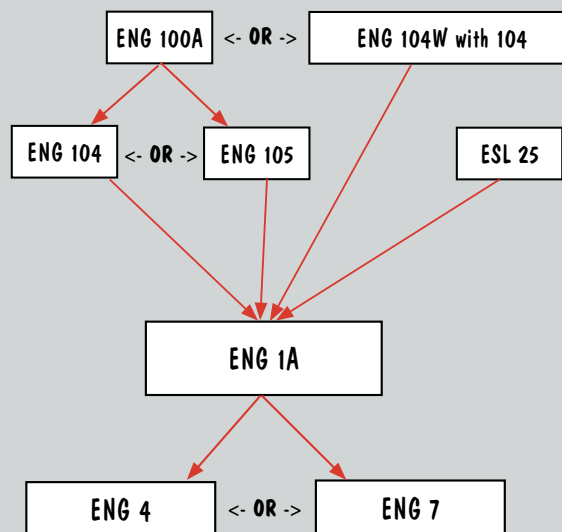 ENG 100A <- OR -> ENG 104W with 104
ENG 104 <- OR -> ENG 105 ESL 25
ENG 1A
ENG 4 <- OR -> ENG 7